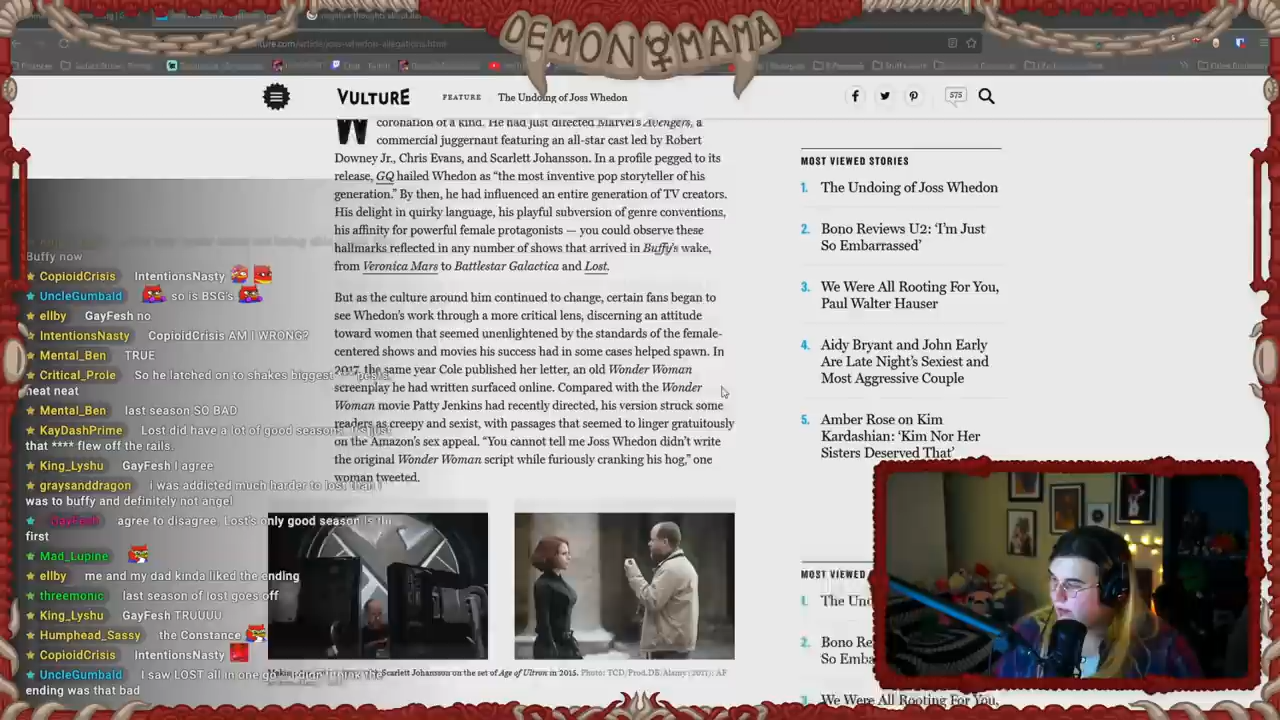 DEMON MAMA
VULTURE
FEATURE
The Undoing of Joss Whedon
575
coronation of a kind. He had just directed Marvel's Avengers, a
W
commercial juggernaut featuring an all-star cast led by Robert
Downey Jr., Chris Evans, and Scarlett Johansson. In a profile pegged to its
release, GQ hailed Whedon as “the most inventive pop storyteller of his
generation.” By then, he had influenced an entire generation of TV creators.
His delight in quirky language, his playful subversion of genre conventions,
his affinity for powerful female protagonists — you could observe these
hallmarks reflected in any number of shows that arrived in Buffy's wake,
from Veronica Mars to Battlestar Galactica and Lost.
But as the culture around him continued to change, certain fans began to
see Whedon's work through a more critical lens, discerning an attitude
toward women that seemed unenlightened by the standards of the female-
centered shows and movies his success had in some cases helped spawn. In
2017, the same year Cole published her letter, an old Wonder Woman
screenplay he had written surfaced online. Compared with the Wonder
Woman movie Patty Jenkins had recently directed, his version struck some
readers as creepy and sexist, with passages that seemed to linger gratuitously
on the Amazon's sex appeal. “You cannot tell me Joss Whedon didn't write
the original Wonder Woman script while furiously cranking his hog,” one
woman tweeted.
Scarlett Johansson on the set of Age of Ultron in 2015. Photo: TCD/Prod.DB/Alamy (2011); AF
MOST VIEWED STORIES
1. The Undoing of Joss Whedon
2. Bono Reviews U2: ‘I'm Just
So Embarrassed’
3. We Were All Rooting For You,
Paul Walter Hauser
4. Aidy Bryant and John Early
Are Late Night's Sexiest and
Most Aggressive Couple
5. Amber Rose on Kim
Kardashian: ‘Kim Nor Her
Sisters Deserved That’
MOST VIEWED
1. The Und
2. Bono Re
So Emba
3. We Were All Rooting For You,
Buffy now
CopioidCrisis IntentionsNasty
UncleGumbald so is BSG's
ellby GayFesh no
IntentionsNasty CopioidCrisis AM I WRONG?
Mental_Ben TRUE
Critical_Prole So he latched on to shakes biggest
neat neat
Mental_Ben last season SO BAD
KayDashPrime Lost did have a lot of good seasons
that **** flew off the rails.
King_Lyshu GayFesh I agree
graysanddragon i was addicted much harder to lost than i
was to buffy and definitely not angel
GayFesh agree to disagree, Lost's only good season is the
first
Mad_Lupine
ellby me and my dad kinda liked the ending
threemonic last season of lost goes off
King_Lyshu GayFesh TRUUUU
Humphead_Sassy the Constance
CopioidCrisis IntentionsNasty
UncleGumbald I saw LOST all in one go
ending was that bad